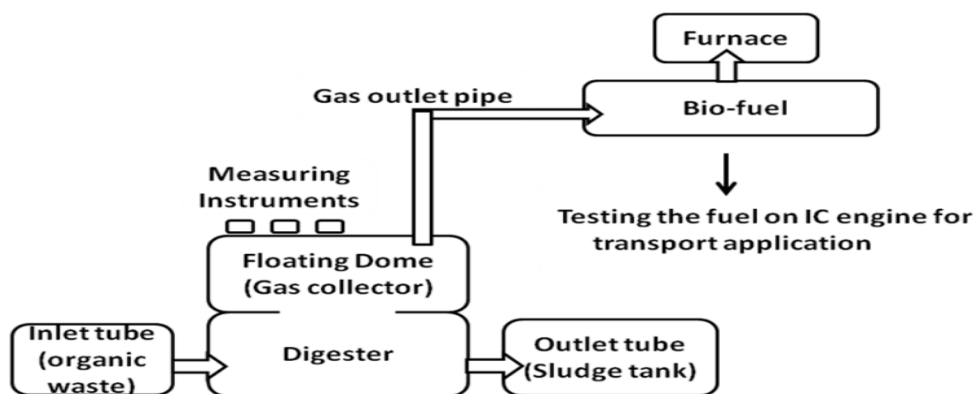 Furnace
Gas outlet pipe
Bio-fuel
Measuring
Instruments
Testing the fuel on IC engine for
transport application
Floating Dome
(Gas collector)
Inlet tube
(organic
waste)
Digester
Outlet tube
(Sludge tank)